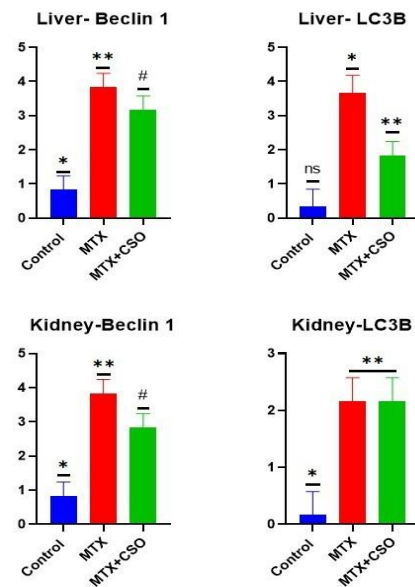 Liver- Beclin 1
5
4
3
2
1
0
*
**
#
Control
MTX
MTX+CSO
Liver- LC3B
5
4
3
2
1
0
ns
*
**
Control
MTX
MTX+CSO
Kidney-Beclin 1
5
4
3
2
1
0
*
**
#
Control
MTX
MTX+CSO
Kidney-LC3B
3
2
1
0
*
**
Control
MTX
MTX+CSO